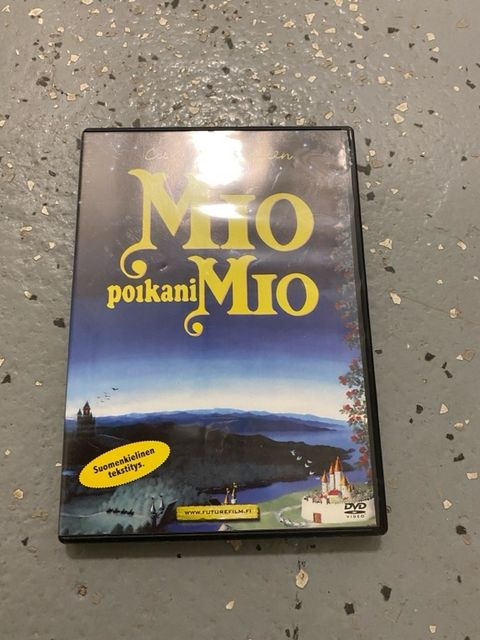 MIO
poikani MIO
Suomenkielinen
tekstitys.
WWW.FUTUREFILM.FI
DVD
VIDEO